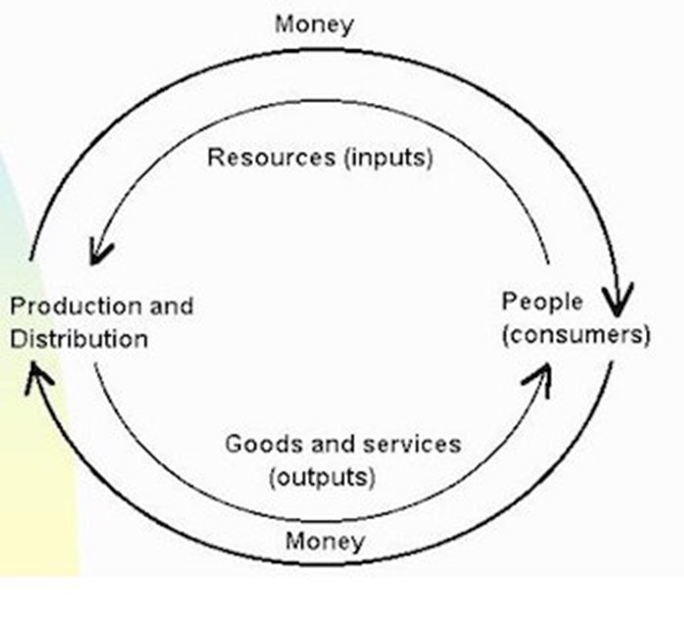 Money
Resources (inputs)
Production and
Distribution
People
(consumers)
Goods and services
(outputs)
Money